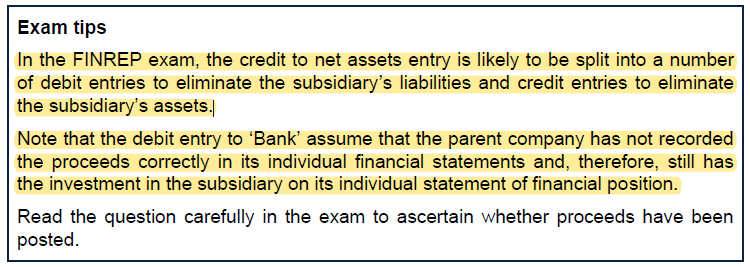 Exam tips
In the FINREP exam, the credit to net assets entry is likely to be split into a number
of debit entries to eliminate the subsidiary’s liabilities and credit entries to eliminate
the subsidiary’s assets.
Note that the debit entry to ‘Bank’ assume that the parent company has not recorded
the proceeds correctly in its individual financial statements and, therefore, still has
the investment in the subsidiary on its individual statement of financial position.
Read the question carefully in the exam to ascertain whether proceeds have been
posted.